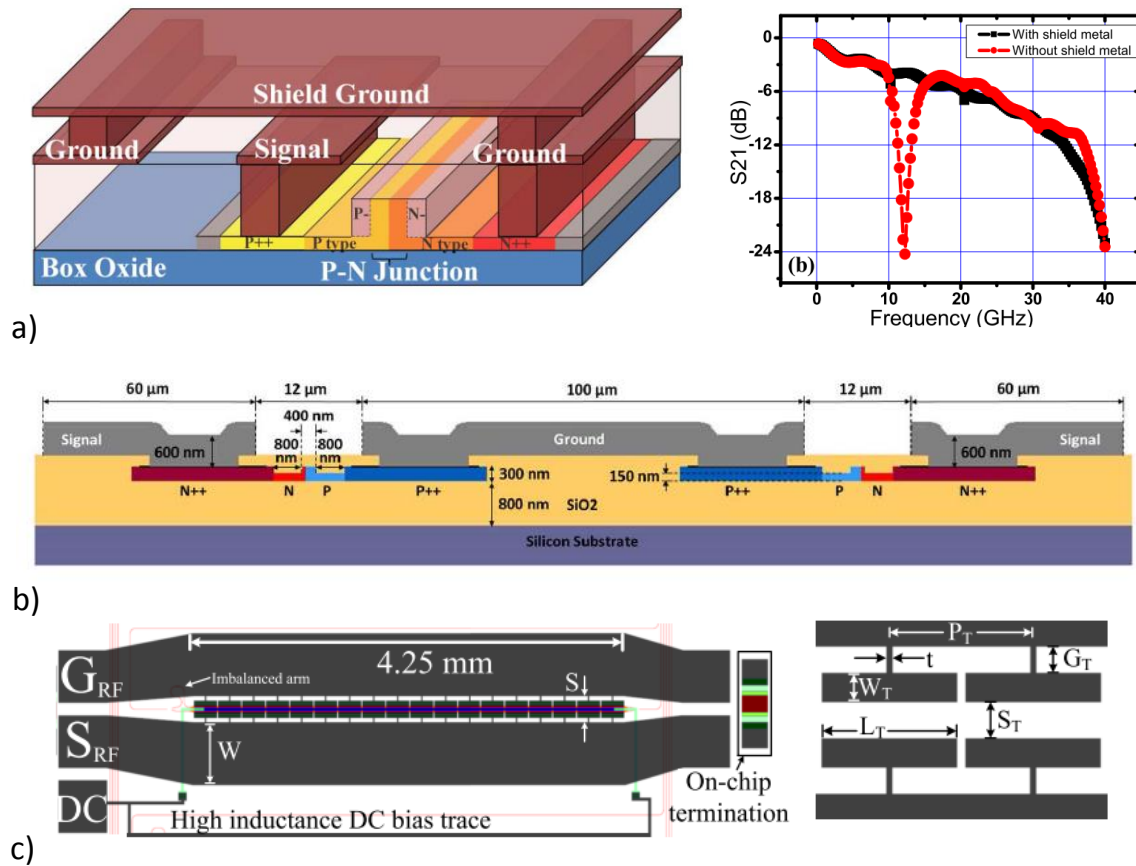 Shield Ground
Ground
Signal
Ground
P-
N-
P++
P type
N type
N++
Box Oxide
P-N Junction
a)
With shield metal
Without shield metal
S21 (dB)
0
-6
-12
-18
-24
(b)
0
10
20
30
40
Frequency (GHz)
60 μm
12 μm
100 μm
12 μm
60 μm
400 nm
Signal
Ground
Signal
600 nm
800 nm
800 nm
600 nm
300 nm
150 nm
N++
N
P
P++
P++
P
N
N++
800 nm
SiO2
Silicon Substrate
b)
4.25 mm
GRF
Imbalanced arm
S
SRF
W
DC
High inductance DC bias trace
On-chip
termination
PT
t
GT
WT
ST
LT
c)